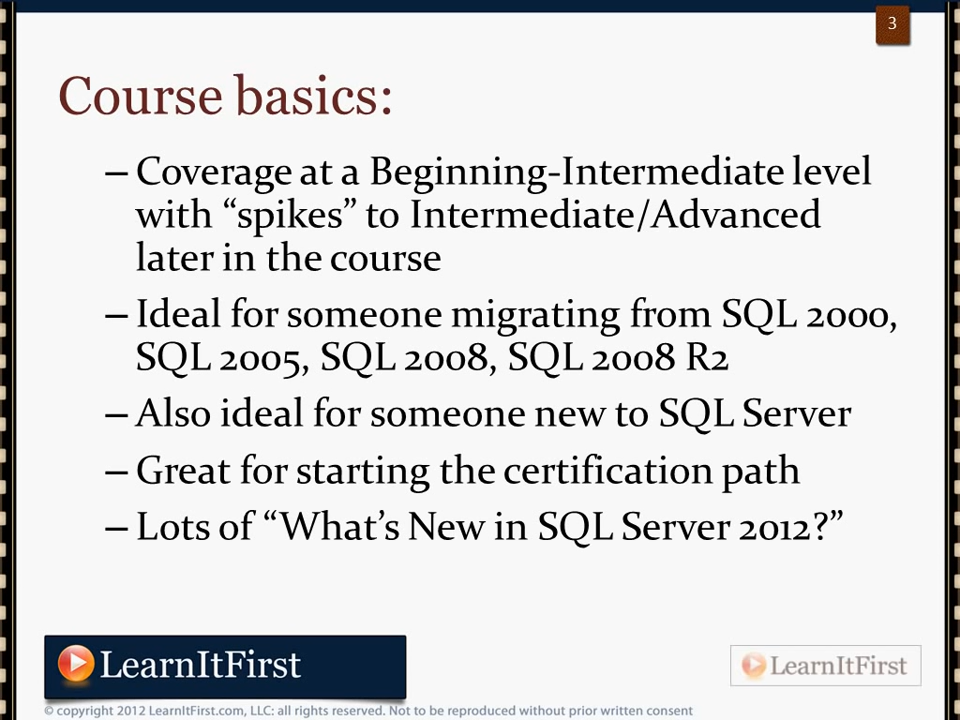 3
Course basics:
– Coverage at a Beginning-Intermediate level
with “spikes” to Intermediate/Advanced
later in the course
– Ideal for someone migrating from SQL 2000,
SQL 2005, SQL 2008, SQL 2008 R2
– Also ideal for someone new to SQL Server
– Great for starting the certification path
– Lots of “What’s New in SQL Server 2012?”
LearnItFirst
LearnItFirst
© copyright 2012 LearnItFirst.com, LLC: all rights reserved. Not to be reproduced without prior written consent